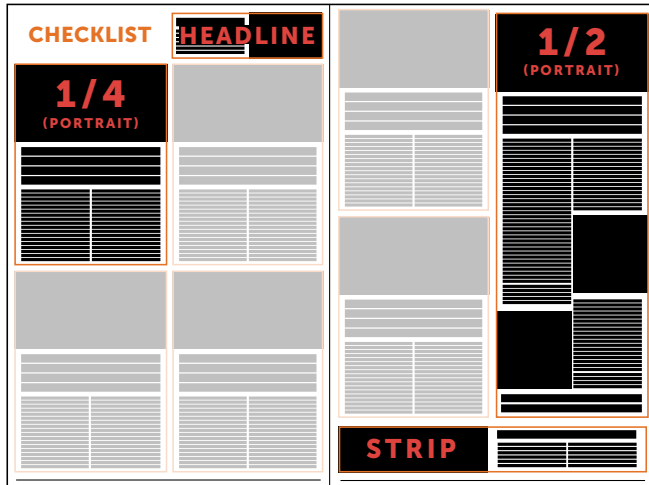 CHECKLIST
HEADLINE
1/4
(PORTRAIT)
1/2
(PORTRAIT)
STRIP